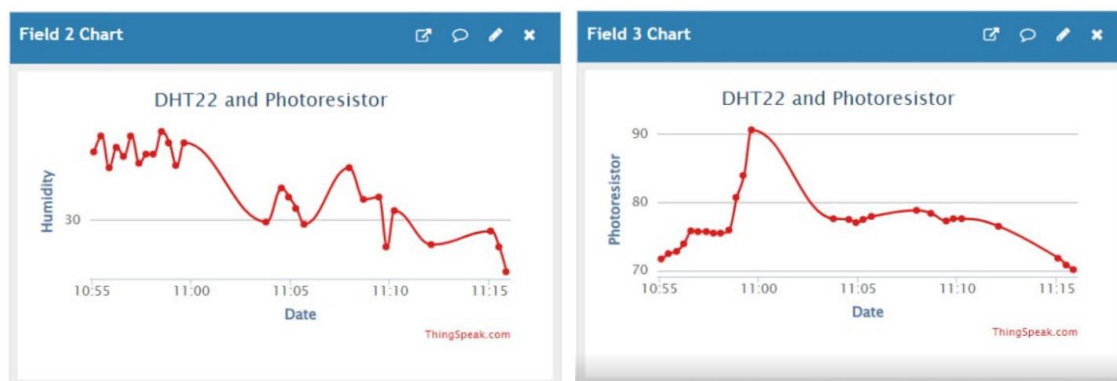 Field 2 Chart
DHT22 and Photoresistor
Humidity
30
10:55 11:00 11:05 11:10 11:15
Date
ThingSpeak.com
Field 3 Chart
DHT22 and Photoresistor
Photoresistor
90
80
70
10:55 11:00 11:05 11:10 11:15
Date
ThingSpeak.com